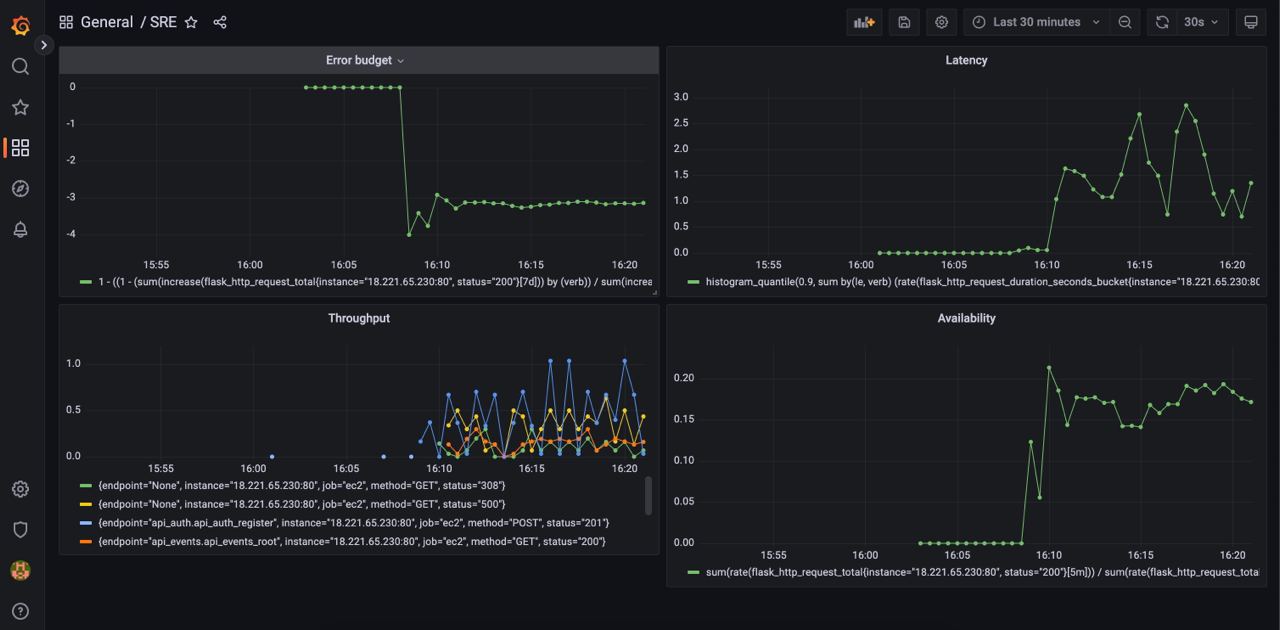 General / SRE
Last 30 minutes
30s
Error budget
0
-1
-2
-3
-4
15:55 16:00 16:05 16:10 16:15 16:20
1 - ((1 - (sum(increase(flask_http_request_total{instance="18.221.65.230:80", status="200"}[7d])) by (verb)) / sum(increa
Latency
3.0
2.5
2.0
1.5
1.0
0.5
0.0
15:55 16:00 16:05 16:10 16:15 16:20
histogram_quantile(0.9, sum by(le, verb) (rate(flask_http_request_duration_seconds_bucket{instance="18.221.65.230:80
Throughput
1.0
0.5
0.0
15:55 16:00 16:05 16:10 16:15 16:20
{endpoint="None", instance="18.221.65.230:80", job="ec2", method="GET", status="308"}
{endpoint="None", instance="18.221.65.230:80", job="ec2", method="GET", status="500"}
{endpoint="api_auth.api_auth_register", instance="18.221.65.230:80", job="ec2", method="POST", status="201"}
{endpoint="api_events.api_events_root", instance="18.221.65.230:80", job="ec2", method="GET", status="200"}
Availability
0.20
0.15
0.10
0.05
0.00
15:55 16:00 16:05 16:10 16:15 16:20
sum(rate(flask_http_request_total{instance="18.221.65.230:80", status="200"}[5m])) / sum(rate(flask_http_request_total